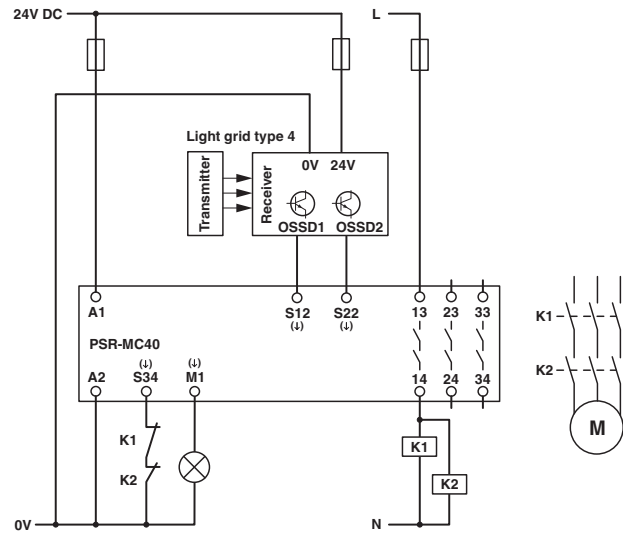 24V DC
L
Light grid type 4
0V 24V
Transmitter
Receiver
OSSD1 OSSD2
A1
S12
(↓)
S22
(↓)
13 23 33
PSR-MC40
A2
(↓)
S34
(↓)
M1
14 24 34
K1
K2
K1
K2
0V
N
K1
K2
M